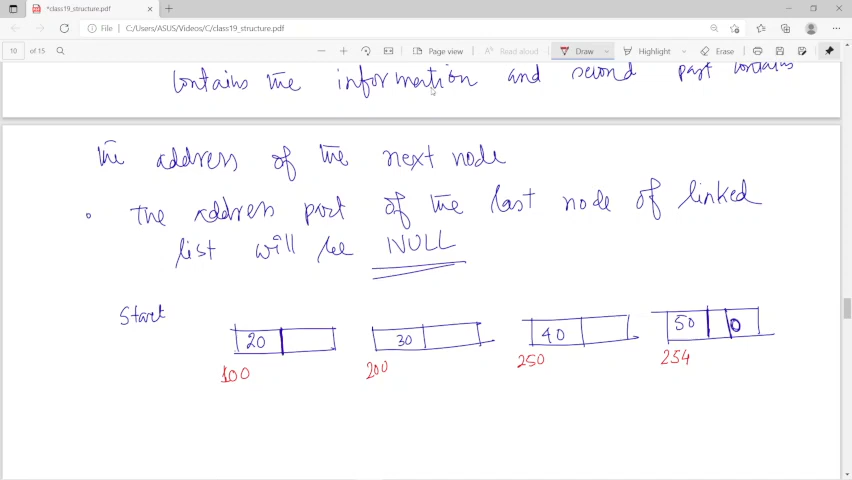 *class19_structure.pdf
File | C:/Users/ASUS/Videos/C/class19_structure.pdf
10 of 15 Page view Read aloud Draw Highlight Erase
contains the information and second part contains
the address of the next node
• The address part of the last node of linked
list will be NULL
Start
20 30 40 50 0
100 200 250 254